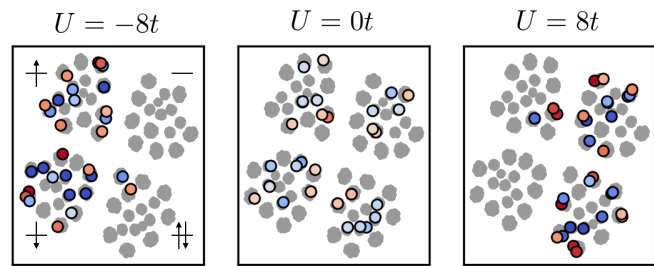 U = −8t
U = 0t
U = 8t